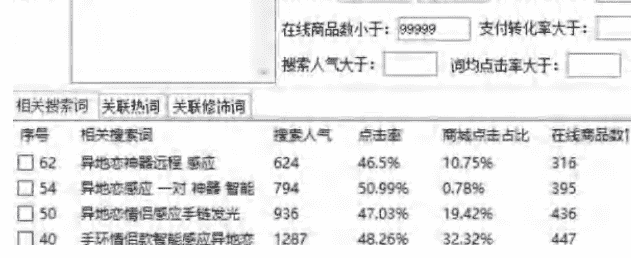 在线商品数小于： 99999 支付转化率大于：
搜索人气大于： 词均点击率大于：
相关搜索词 关联热词 关联修饰词
序号 相关搜索词 搜索人气 点击率 商城点击占比 在线商品数
62 异地恋神器远程 感应 624 46.5% 10.75% 316
54 异地恋感应 一对 神器 智能 794 50.99% 0.78% 395
50 异地恋情侣感应手链发光 936 47.03% 19.42% 436
40 手环情侣款智能感应异地恋 1287 48.26% 32.32% 447